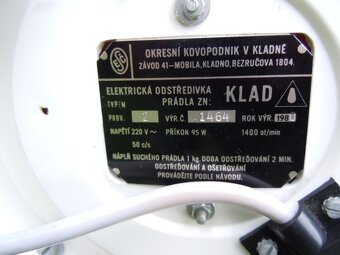 OKRESNÍ KOVOPODNIK V KLADNĚ
ZÁVOD 41–MOBILA, KLADNO, BEZRUČOVA 1804
ELEKTRICKÁ ODSTŘEDIVKA
PRÁDLA ZN: KLAD
TYP: N
PROV. 2 VÝR. Č 1464 ROK VÝR. 198
NAPĚTÍ 220 V~ PŘÍKON 95 W 1400 ot/min
50 c/s
NÁPLŇ SUCHÉHO PRÁDLA 1 kg. DOBA ODSTŘEĎOVÁNÍ 2 MIN.
ODSTŘEĎOVÁNÍ A OŠETŘOVÁNÍ
PROVÁDĚJTE PODLE NÁVODU.